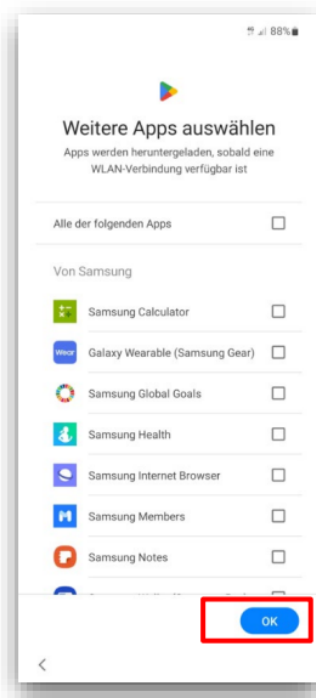 88%
Weitere Apps auswählen
Apps werden heruntergeladen, sobald eine
WLAN-Verbindung verfügbar ist
Alle der folgenden Apps
Von Samsung
Samsung Calculator
Wear
Galaxy Wearable (Samsung Gear)
Samsung Global Goals
Samsung Health
Samsung Internet Browser
Samsung Members
Samsung Notes
OK